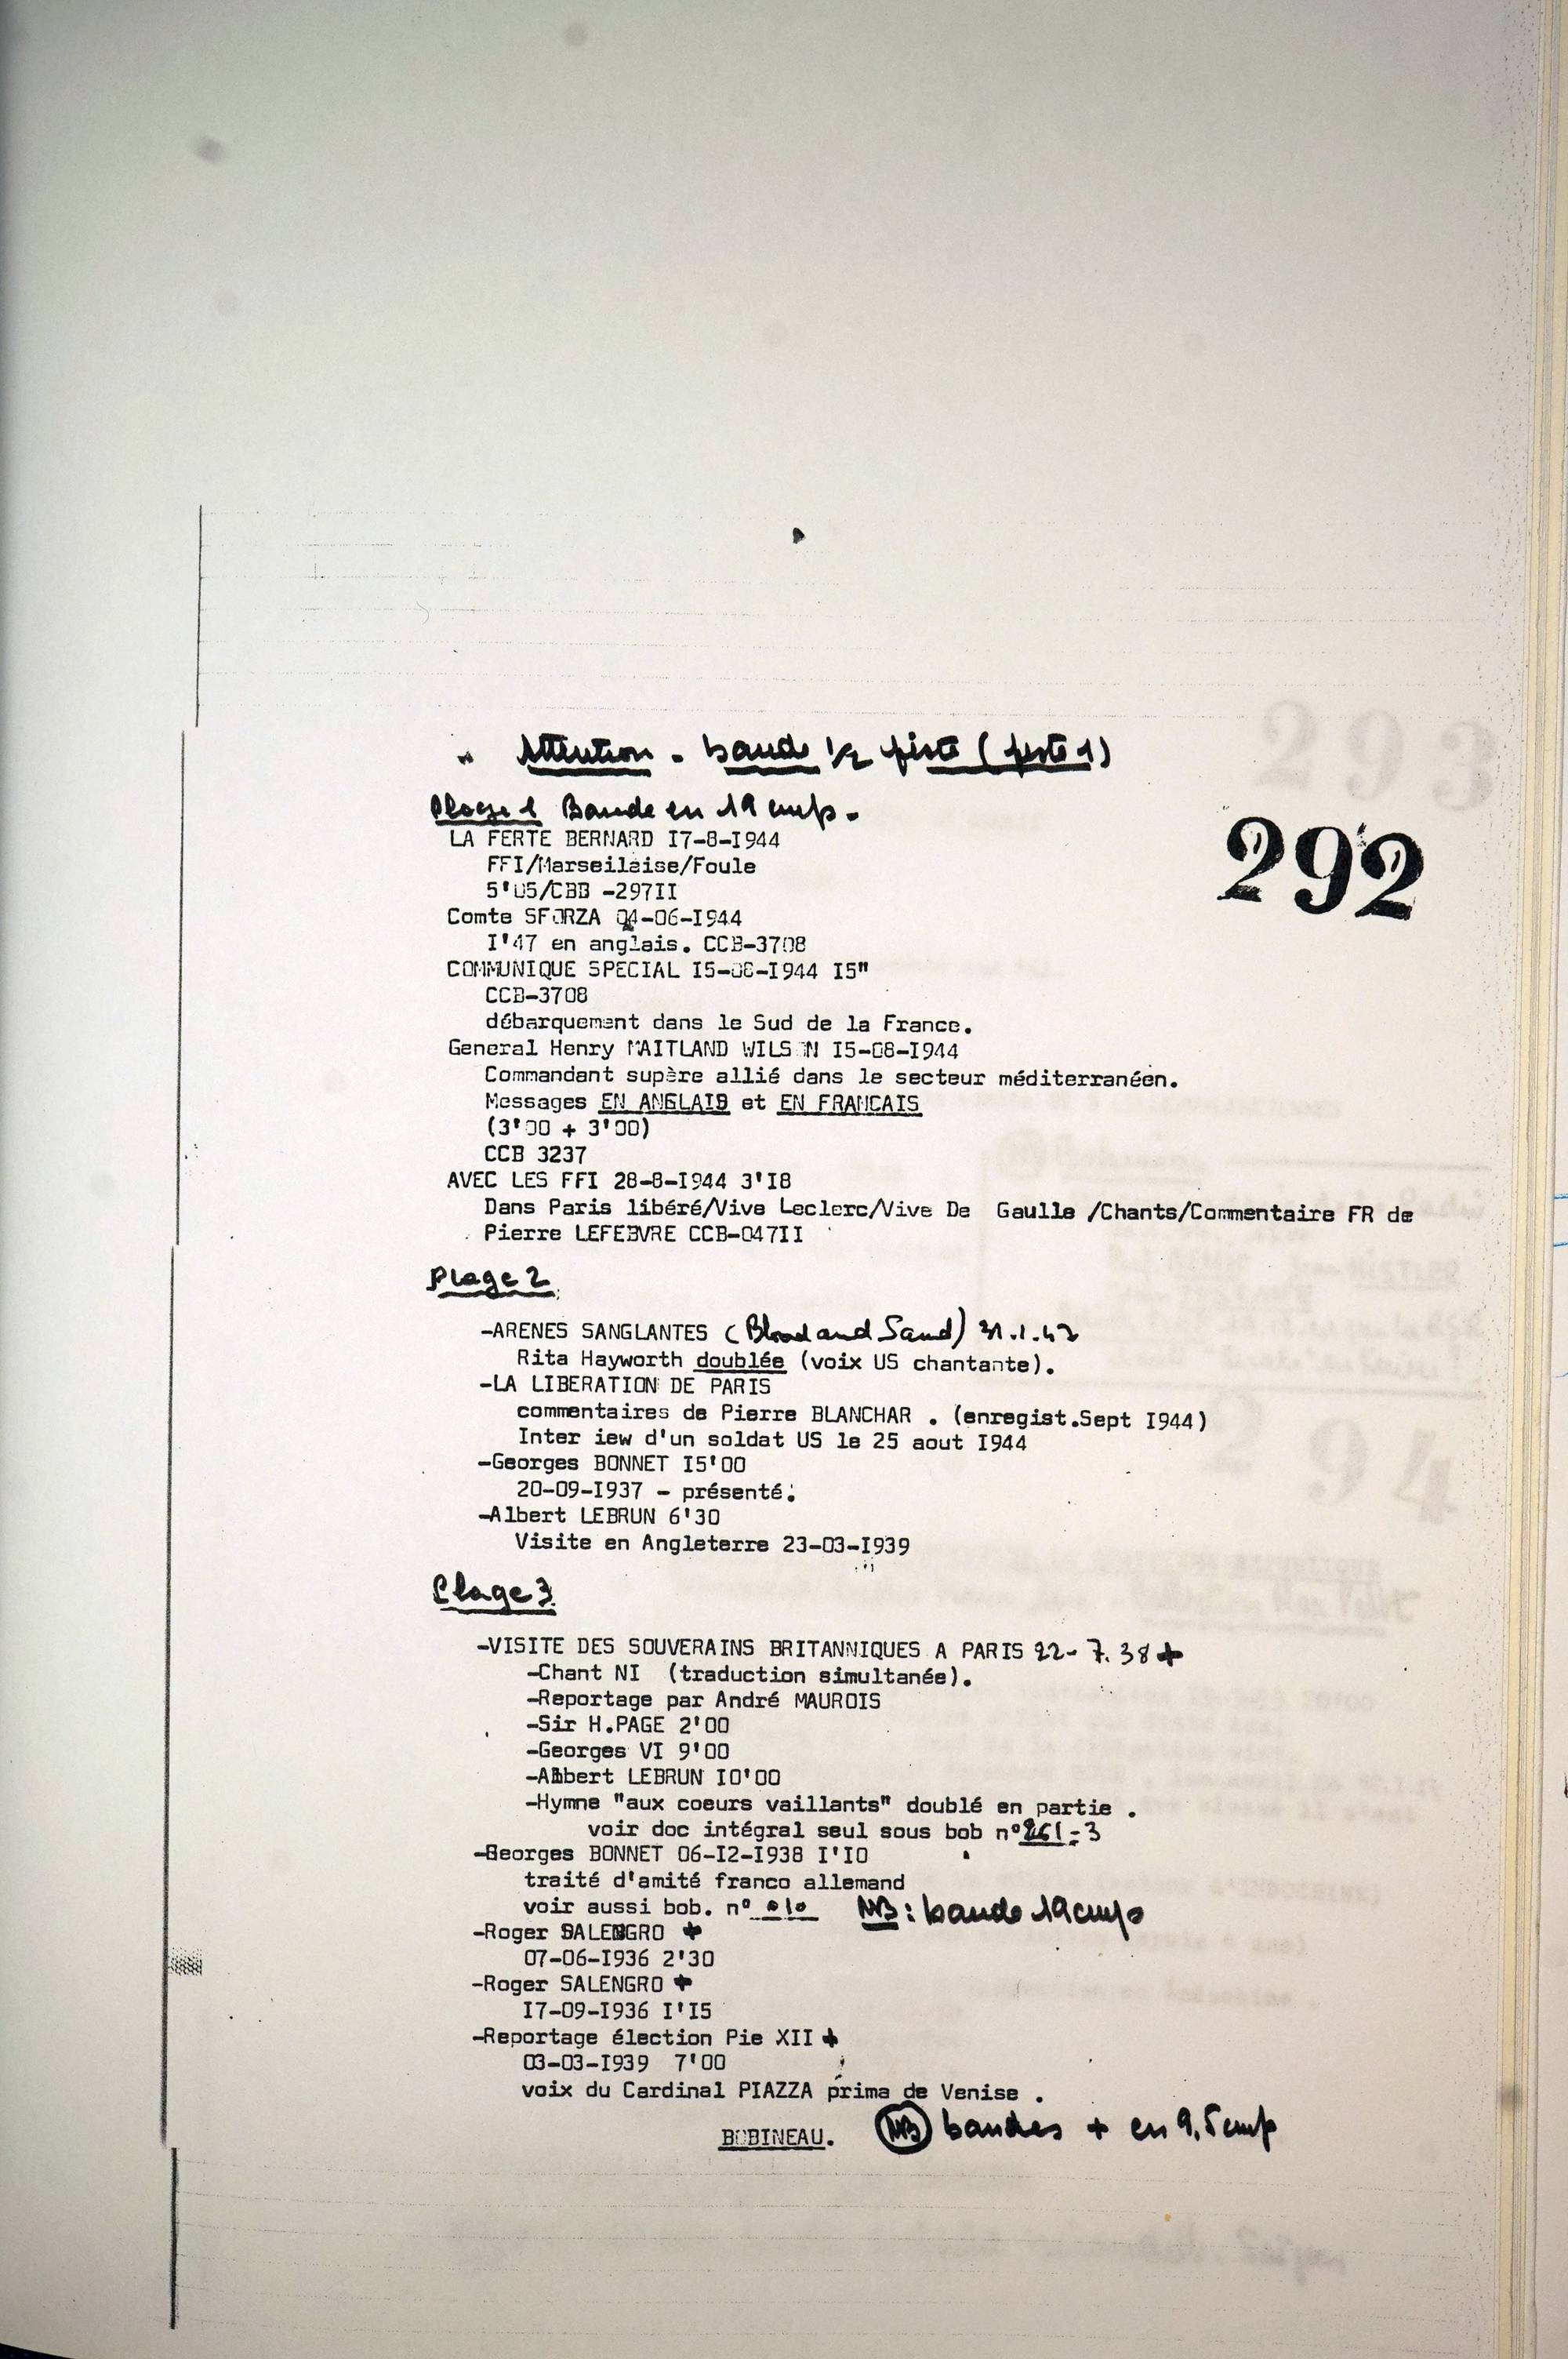 Attention - bande 1/2 piste (piste 1)
Plage 1 Bande en 19 cm/s.
292
LA FERTE BERNARD I7-8-I944
FFI/Marseilaise/Foule
5'05/CBB -297II
Comte SFORZA 04-06-I944
I'47 en anglais. CCB-3708
COMMUNIQUE SPECIAL I5-08-I944 I5"
CCB-3708
débarquement dans le Sud de la France.
General Henry MAITLAND WILSON I5-08-I944
Commandant supère allié dans le secteur méditerranéen.
Messages EN ANGLAIS et EN FRANCAIS
(3'00 + 3'00)
CCB 3237
AVEC LES FFI 28-8-I944 3'I8
Dans Paris libéré/Vive Leclerc/Vive De Gaulle /Chants/Commentaire FR de
Pierre LEFEBVRE CCB-047II
Plage 2
-ARENES SANGLANTES (Blood and Sand) 31.1.42
Rita Hayworth doublée (voix US chantante).
-LA LIBERATION DE PARIS
commentaires de Pierre BLANCHAR . (enregist.Sept I944)
Inter iew d'un soldat US le 25 aout I944
-Georges BONNET I5'00
20-09-I937 - présenté.
-Albert LEBRUN 6'30
Visite en Angleterre 23-03-I939
Plage 3
-VISITE DES SOUVERAINS BRITANNIQUES A PARIS 22-7.38 +
-Chant NI (traduction simultanée).
-Reportage par André MAUROIS
-Sir H.PAGE 2'00
-Georges VI 9'00
-Albert LEBRUN I0'00
-Hymne "aux coeurs vaillants" doublé en partie .
voir doc intégral seul sous bob n° 261-3
-Georges BONNET 06-I2-I938 I'I0
traité d'amité franco allemand
voir aussi bob. n° 010 NB: bande 19cm/s
-Roger SALENGRO +
07-06-I936 2'30
-Roger SALENGRO +
I7-09-I936 I'I5
-Reportage élection Pie XII +
03-03-I939 7'00
voix du Cardinal PIAZZA prima de Venise .
BOBINEAU. NB bandes + en 9,5 cm/s